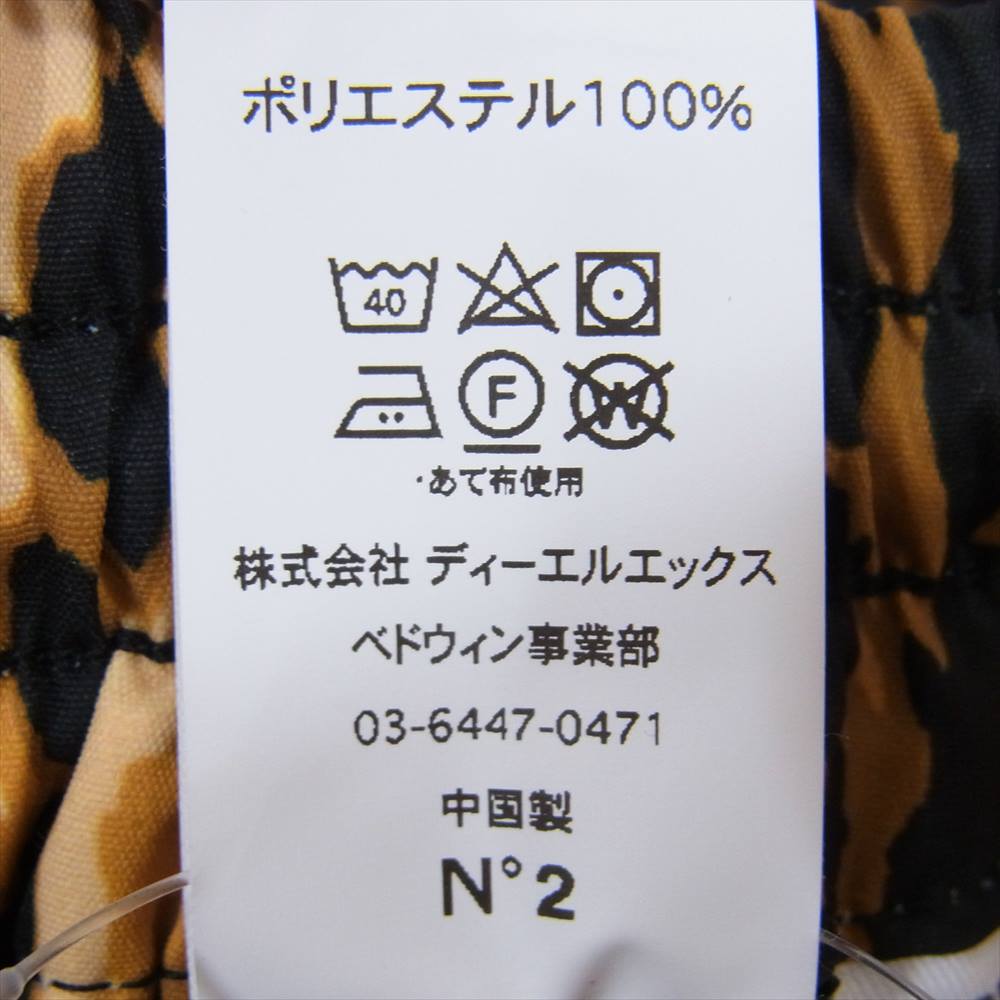 ポリエステル100%
40
F W
・あて布使用
株式会社 ディーエルエックス
ベドウィン事業部
03-6447-0471
中国製
N°2